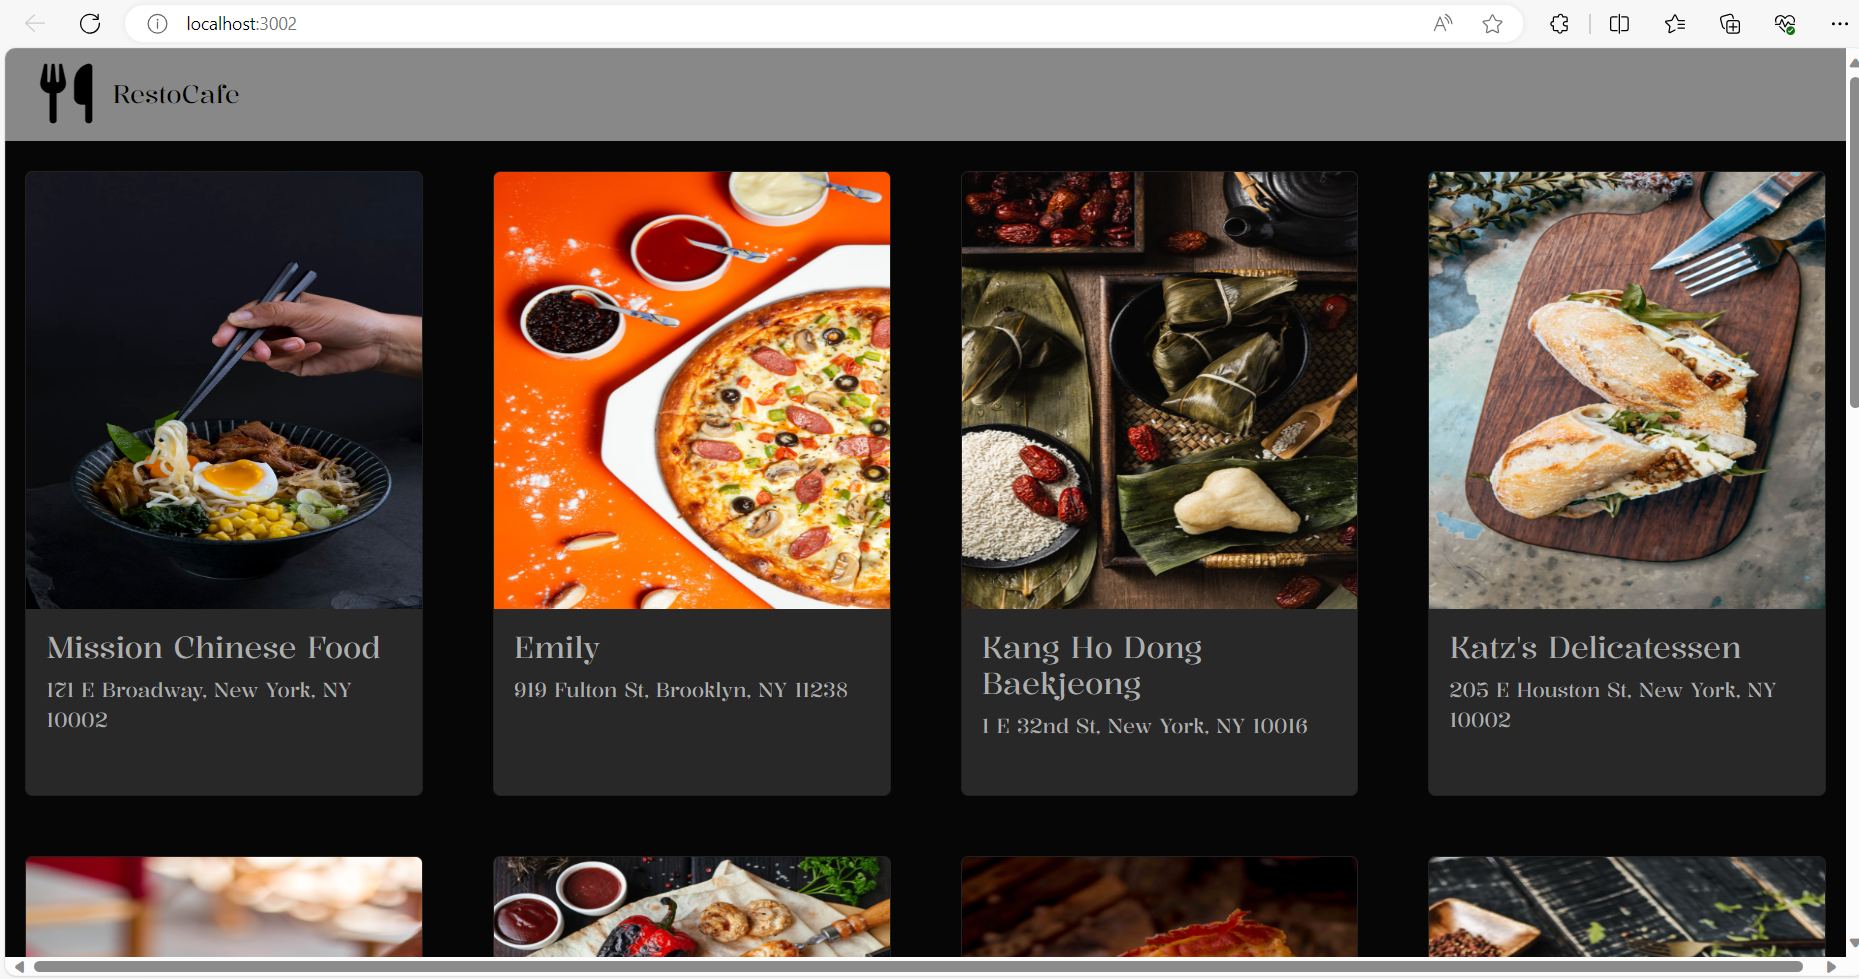 localhost:3002
RestoCafe
Mission Chinese Food
171 E Broadway, New York, NY
10002
Emily
919 Fulton St, Brooklyn, NY 11238
Kang Ho Dong
Baekjeong
1 E 32nd St, New York, NY 10016
Katz's Delicatessen
205 E Houston St, New York, NY
10002